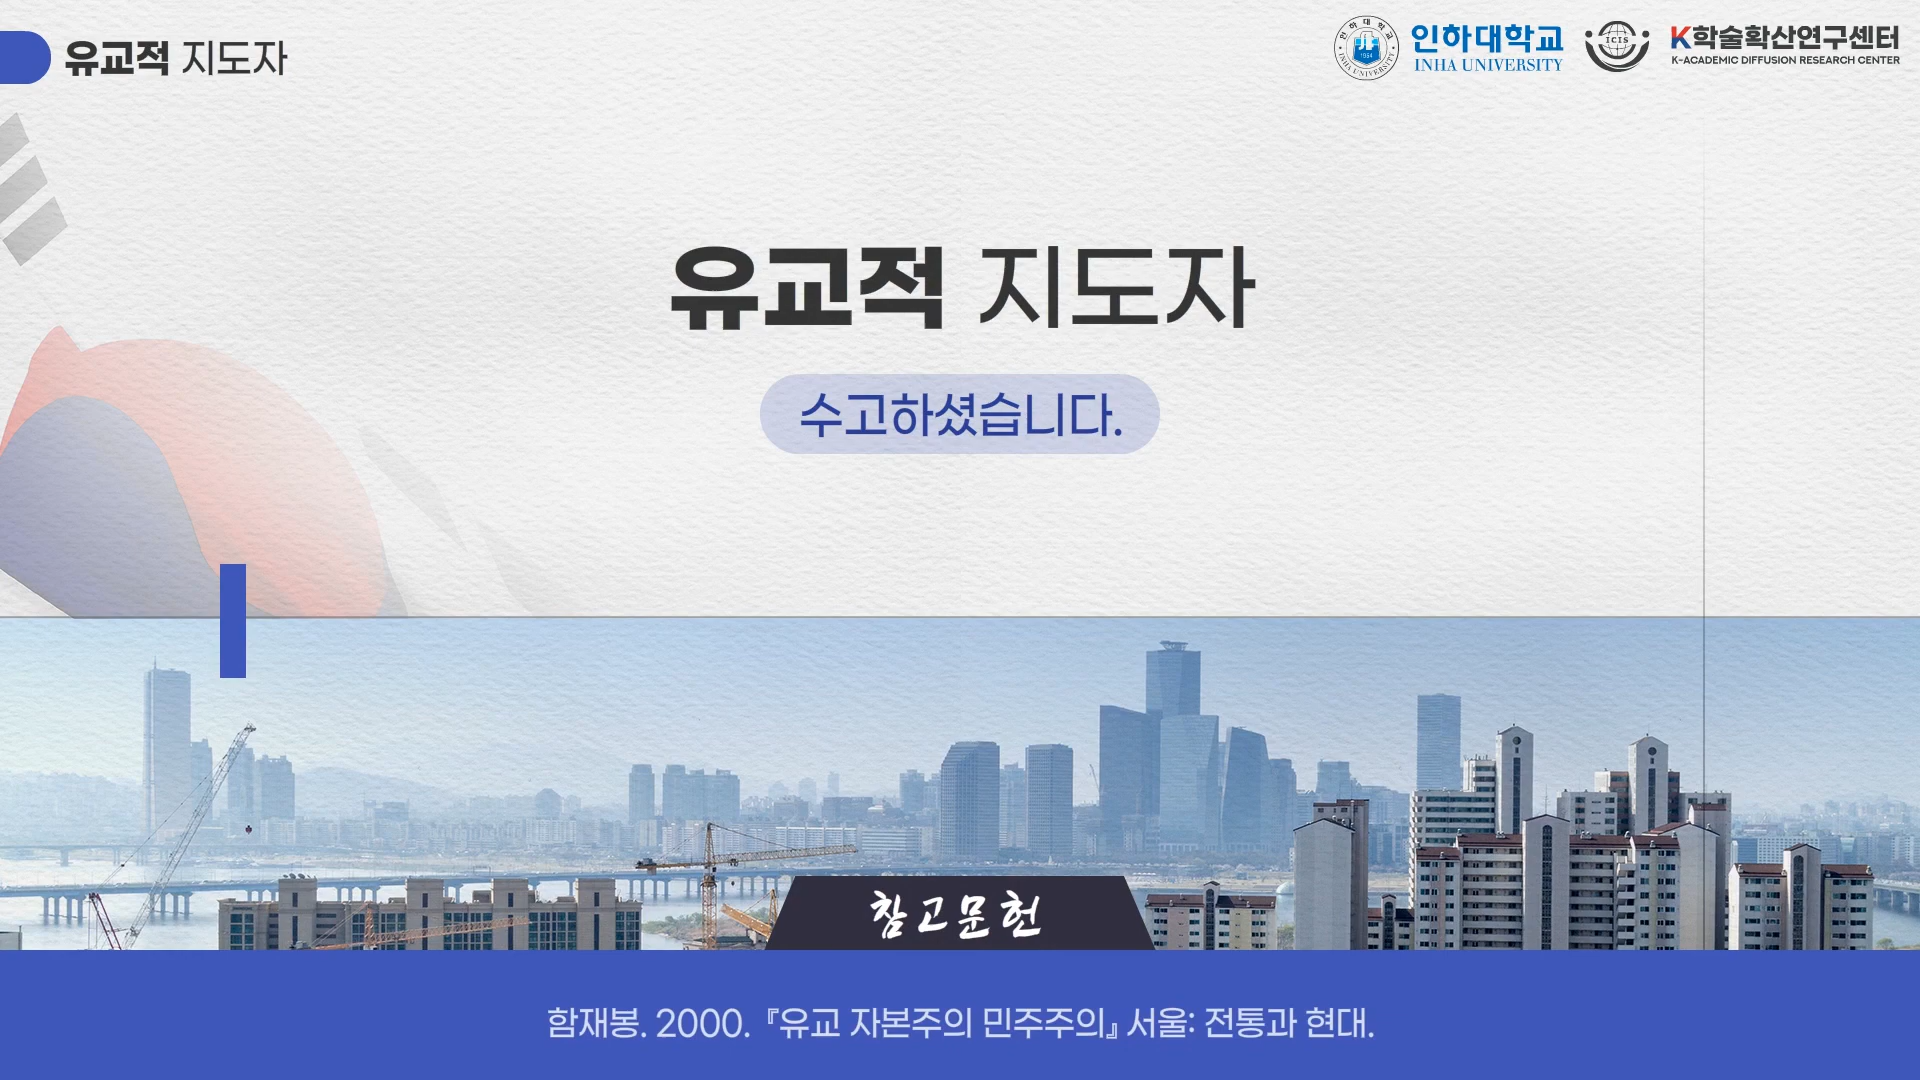 유교적 지도자
인하대학교
INHA UNIVERSITY
ICIS
K학술확산연구센터
K-ACADEMIC DIFFUSION RESEARCH CENTER
유교적 지도자
수고하셨습니다.
참고문헌
함재봉. 2000. 『유교 자본주의 민주주의』 서울: 전통과 현대.